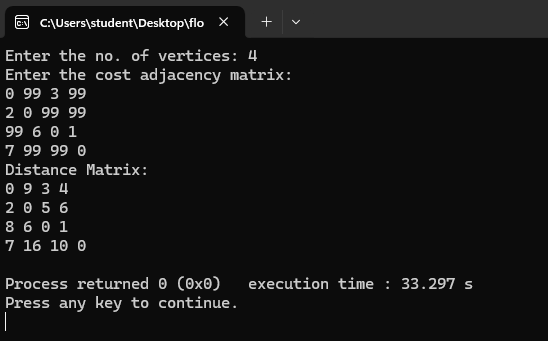 C:\Users\student\Desktop\flo
Enter the no. of vertices: 4
Enter the cost adjacency matrix:
0 99 3 99
2 0 99 99
99 6 0 1
7 99 99 0
Distance Matrix:
0 9 3 4
2 0 5 6
8 6 0 1
7 16 10 0
Process returned 0 (0x0)   execution time : 33.297 s
Press any key to continue.